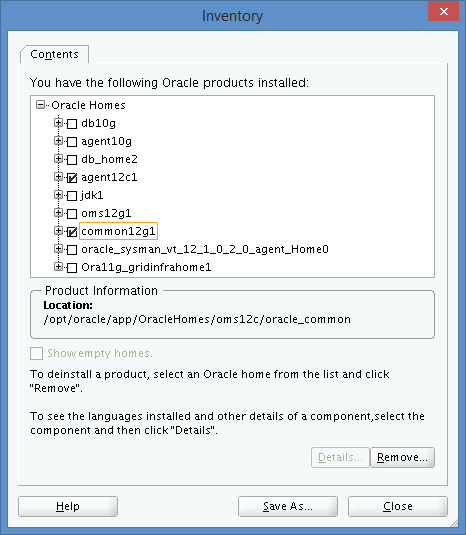 Inventory
Contents
You have the following Oracle products installed:
Oracle Homes
db10g
agent10g
db_home2
agent12c1
jdk1
oms12g1
common12g1
oracle_sysman_vt_12_1_0_2_0_agent_Home0
Ora11g_gridinfrahome1
Product Information
Location:
/opt/oracle/app/OracleHomes/oms12c/oracle_common
Show empty homes.
To deinstall a product, select an Oracle home from the list and click
"Remove".
To see the languages installed and other details of a component,select the
component and then click "Details".
Details... Remove...
Help Save As... Close